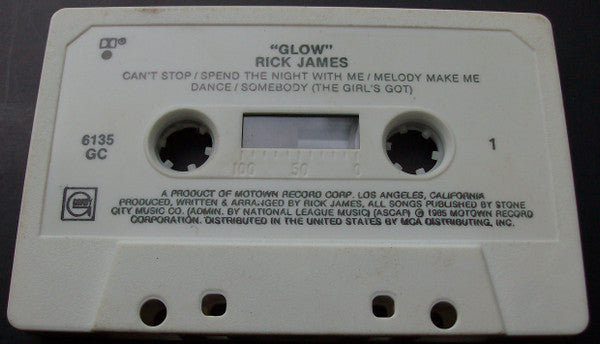 "GLOW"
RICK JAMES
CAN'T STOP / SPEND THE NIGHT WITH ME / MELODY MAKE ME
DANCE / SOMEBODY (THE GIRL'S GOT)
6135
GC
1
100 50 0
A PRODUCT OF MOTOWN RECORD CORP. LOS ANGELES, CALIFORNIA
PRODUCED, WRITTEN & ARRANGED BY RICK JAMES, ALL SONGS PUBLISHED BY STONE
CITY MUSIC CO. (ADMIN. BY NATIONAL LEAGUE MUSIC) (ASCAP) ℗ 1985 MOTOWN RECORD
CORPORATION. DISTRIBUTED IN THE UNITED STATES BY MCA DISTRIBUTING, INC.